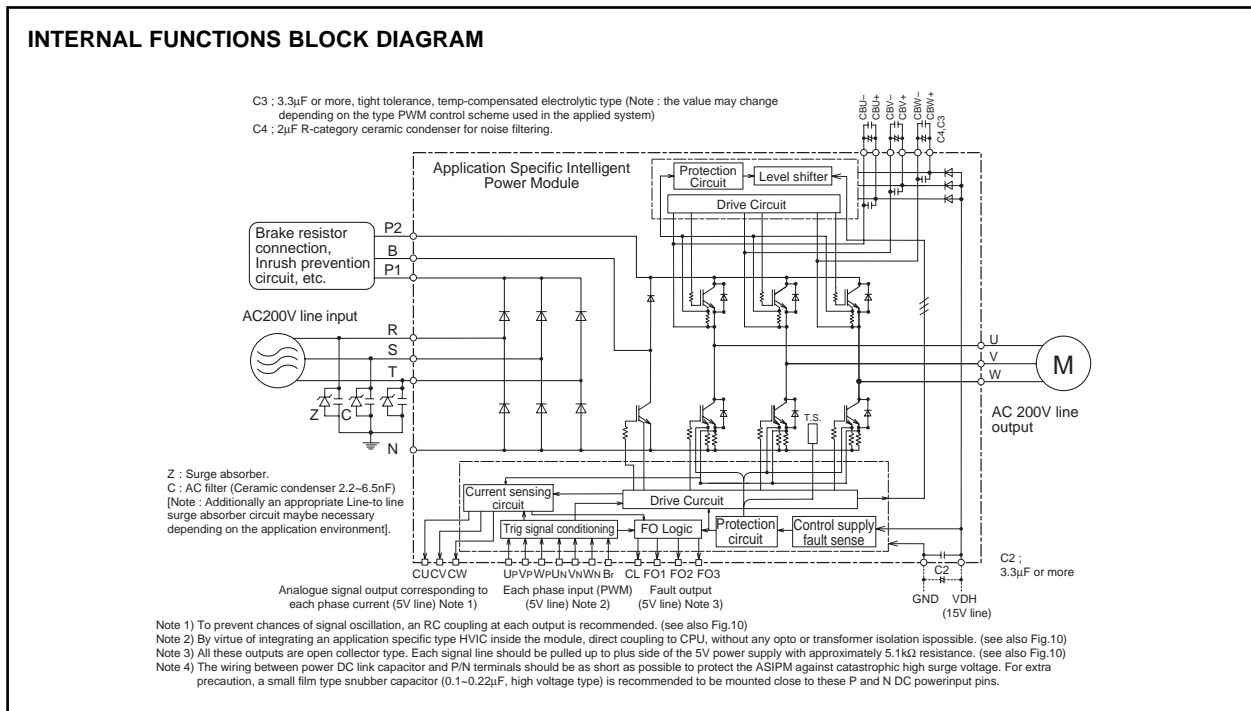 INTERNAL FUNCTIONS BLOCK DIAGRAM
C3 ; 3.3µF or more, tight tolerance, temp-compensated electrolytic type (Note : the value may change
depending on the type PWM control scheme used in the applied system)
C4 ; 2µF R-category ceramic condenser for noise filtering.
CBU–
CBU+
CBV–
CBV+
CBW–
CBW+
C4,C3
Application Specific Intelligent
Power Module
Protection
Circuit
Level shifter
Drive Circuit
Brake resistor
connection,
Inrush prevention
circuit, etc.
P2
B
P1
AC200V line input
R
S
T
Z
C
N
U
V
W
M
AC 200V line
output
T.S.
Z : Surge absorber.
C : AC filter (Ceramic condenser 2.2~6.5nF)
[Note : Additionally an appropriate Line-to line
surge absorber circuit maybe necessary
depending on the application environment].
Current sensing
circuit
Drive Curcuit
Trig signal conditioning
FO Logic
Protection
circuit
Control supply
fault sense
CU CV CW
UP VP WP UN VN WN Br
CL FO1 FO2 FO3
C2
GND VDH
(15V line)
C2 ;
3.3µF or more
Analogue signal output corresponding to
each phase current (5V line) Note 1)
Each phase input (PWM)
(5V line) Note 2)
Fault output
(5V line) Note 3)
Note 1) To prevent chances of signal oscillation, an RC coupling at each output is recommended. (see also Fig.10)
Note 2) By virtue of integrating an application specific type HVIC inside the module, direct coupling to CPU, without any opto or transformer isolation ispossible. (see also Fig.10)
Note 3) All these outputs are open collector type. Each signal line should be pulled up to plus side of the 5V power supply with approximately 5.1kΩ resistance. (see also Fig.10)
Note 4) The wiring between power DC link capacitor and P/N terminals should be as short as possible to protect the ASIPM against catastrophic high surge voltage. For extra
precaution, a small film type snubber capacitor (0.1~0.22µF, high voltage type) is recommended to be mounted close to these P and N DC powerinput pins.